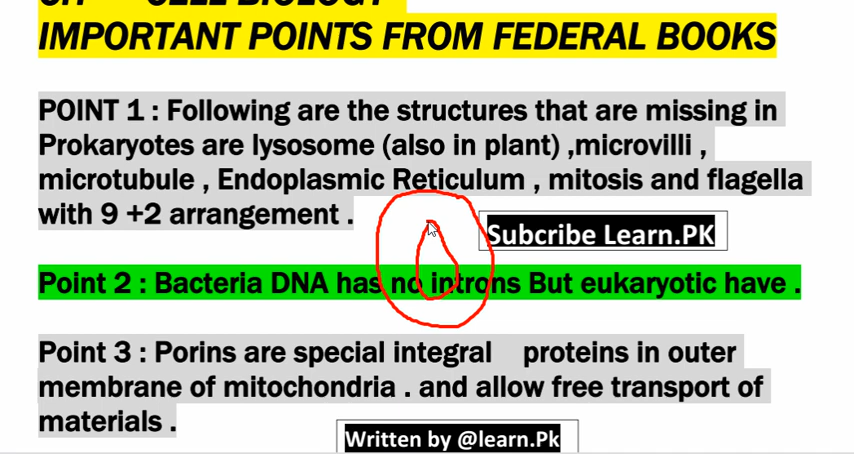 CH CELL BIOLOGY
IMPORTANT POINTS FROM FEDERAL BOOKS
POINT 1 : Following are the structures that are missing in
Prokaryotes are lysosome (also in plant) ,microvilli ,
microtubule , Endoplasmic Reticulum , mitosis and flagella
with 9 +2 arrangement .
Subcribe Learn.PK
Point 2 : Bacteria DNA has no introns But eukaryotic have .
Point 3 : Porins are special integral proteins in outer
membrane of mitochondria . and allow free transport of
materials .
Written by @learn.Pk